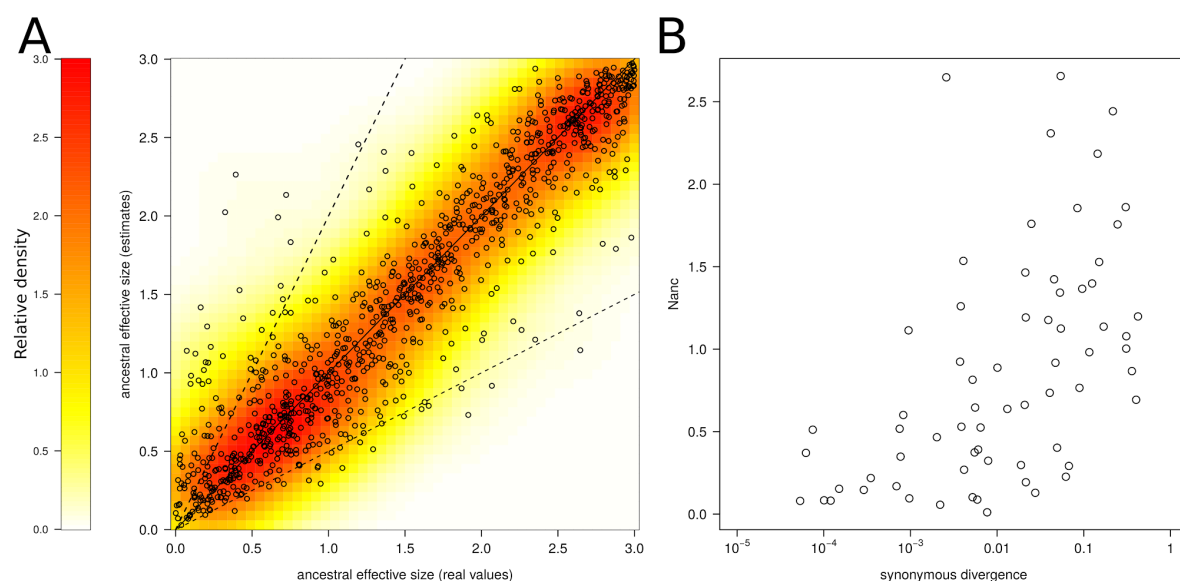 A
B
Relative density
3.0
2.5
2.0
1.5
1.0
0.5
0.0
ancestral effective size (estimates)
3.0
2.5
2.0
1.5
1.0
0.5
0.0
0.0 0.5 1.0 1.5 2.0 2.5 3.0
ancestral effective size (real values)
Nanc
2.5
2.0
1.5
1.0
0.5
0.0
10⁻⁵ 10⁻⁴ 10⁻³ 0.01 0.1 1
synonymous divergence